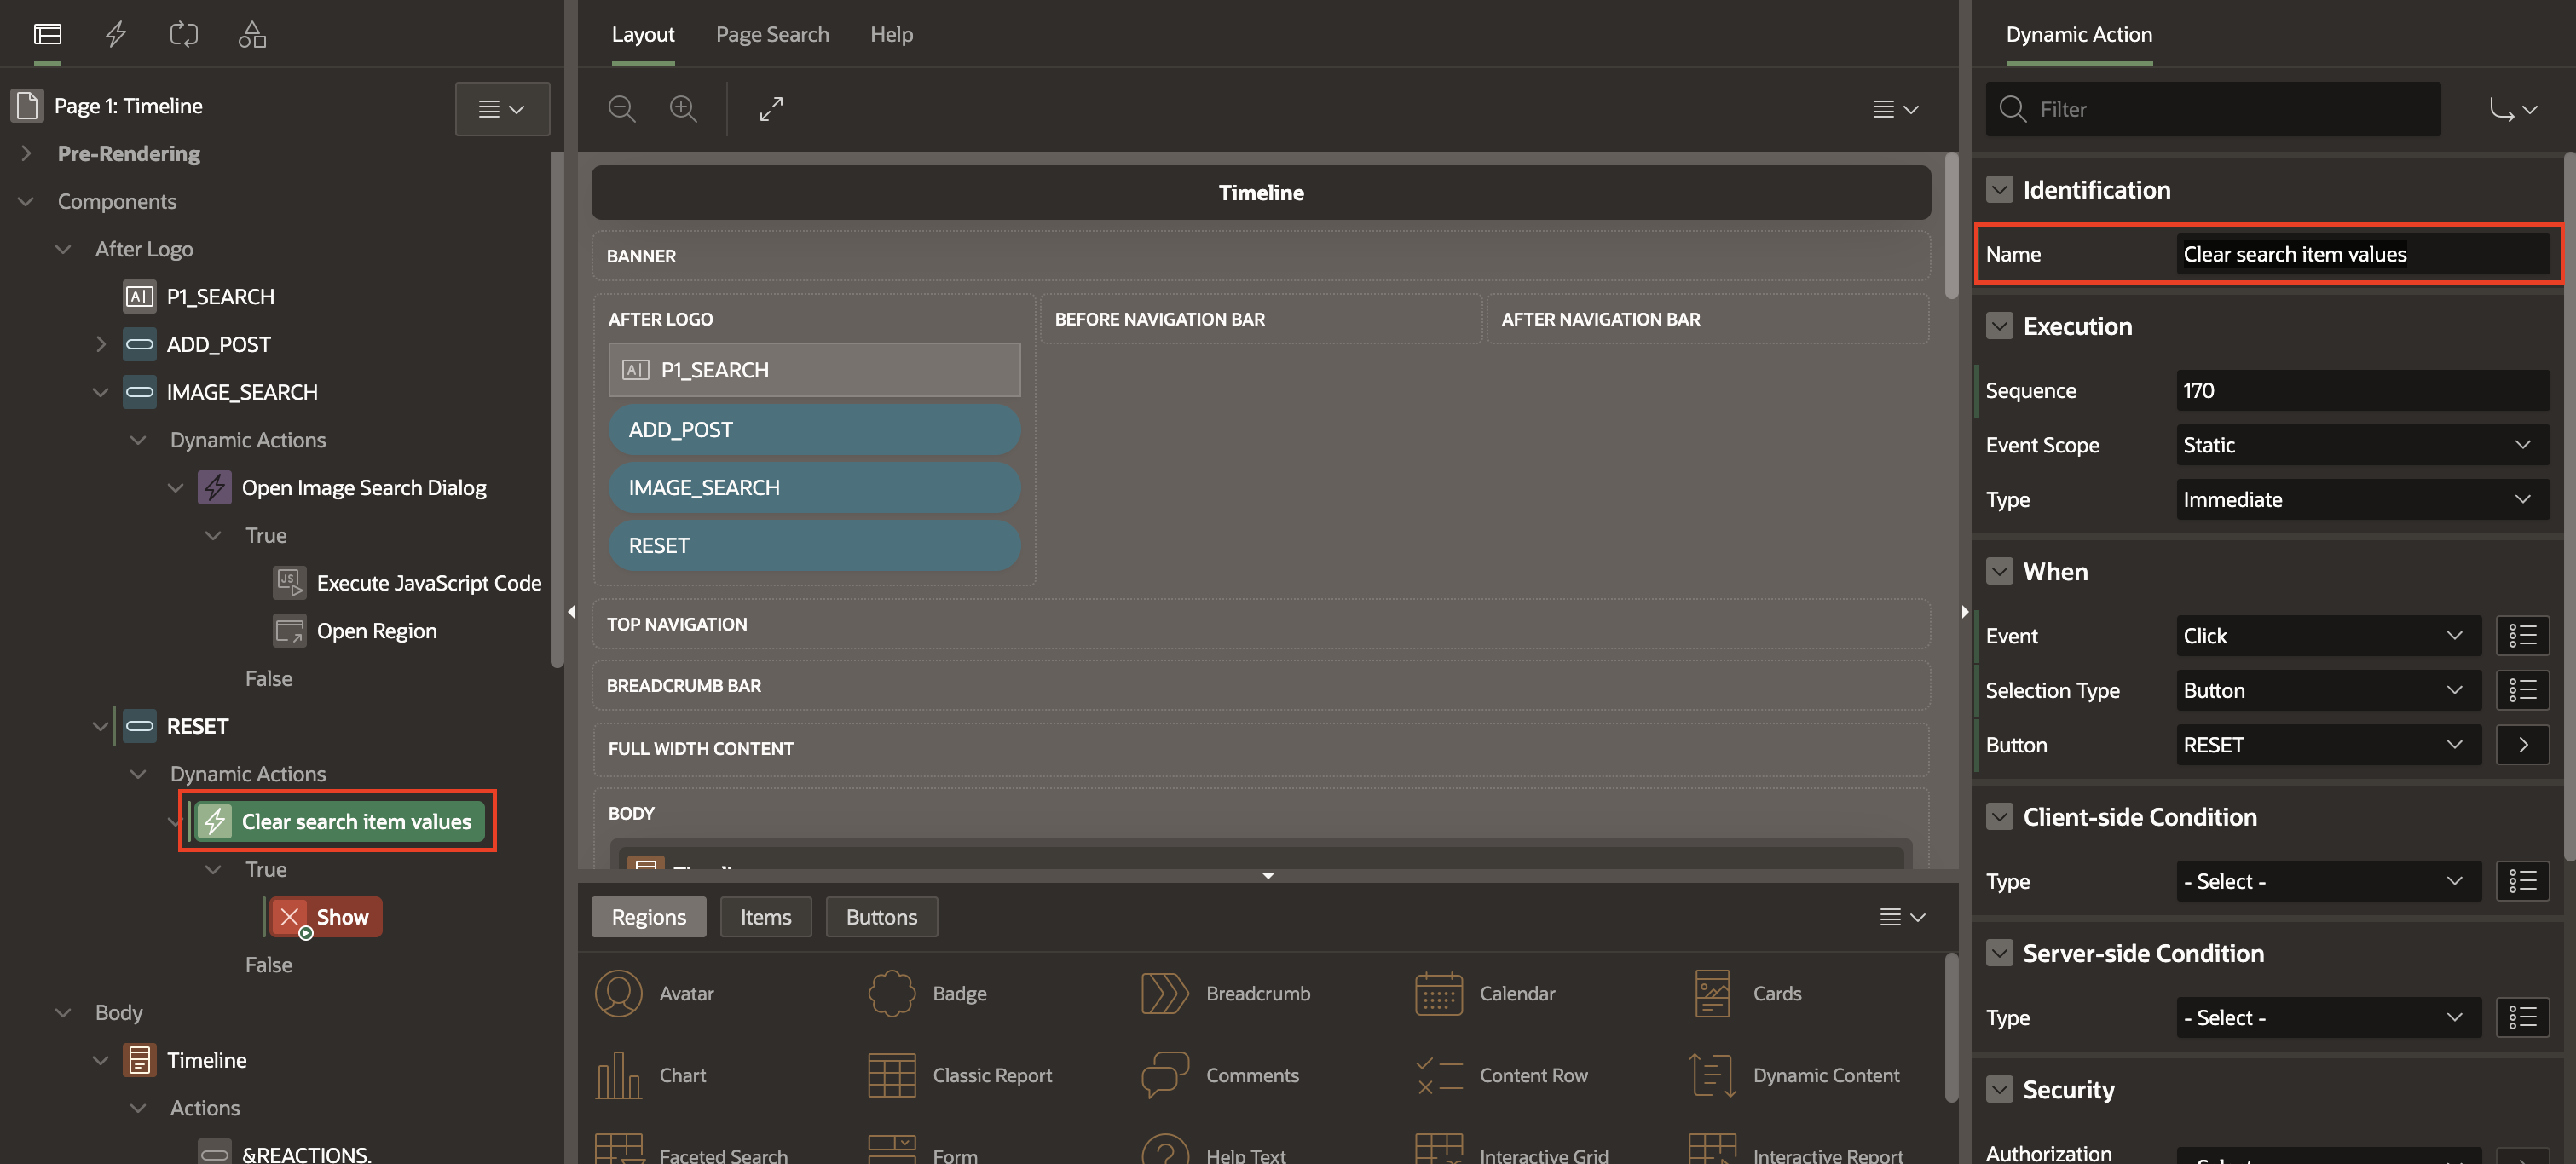 Page 1: Timeline
Pre-Rendering
Components
After Logo
P1_SEARCH
ADD_POST
IMAGE_SEARCH
Dynamic Actions
Open Image Search Dialog
True
Execute JavaScript Code
Open Region
False
RESET
Dynamic Actions
Clear search item values
True
Show
False
Body
Timeline
Actions
&REACTIONS.
Layout
Page Search
Help
Timeline
BANNER
AFTER LOGO
BEFORE NAVIGATION BAR
AFTER NAVIGATION BAR
P1_SEARCH
ADD_POST
IMAGE_SEARCH
RESET
TOP NAVIGATION
BREADCRUMB BAR
FULL WIDTH CONTENT
BODY
Regions
Items
Buttons
Avatar
Badge
Breadcrumb
Calendar
Cards
Chart
Classic Report
Comments
Content Row
Dynamic Content
Faceted Search
Form
Help Text
Interactive Grid
Interactive Report
Dynamic Action
Filter
Identification
Name
Clear search item values
Execution
Sequence
170
Event Scope
Static
Type
Immediate
When
Event
Click
Selection Type
Button
Button
RESET
Client-side Condition
Type
- Select -
Server-side Condition
Type
- Select -
Security
Authorization